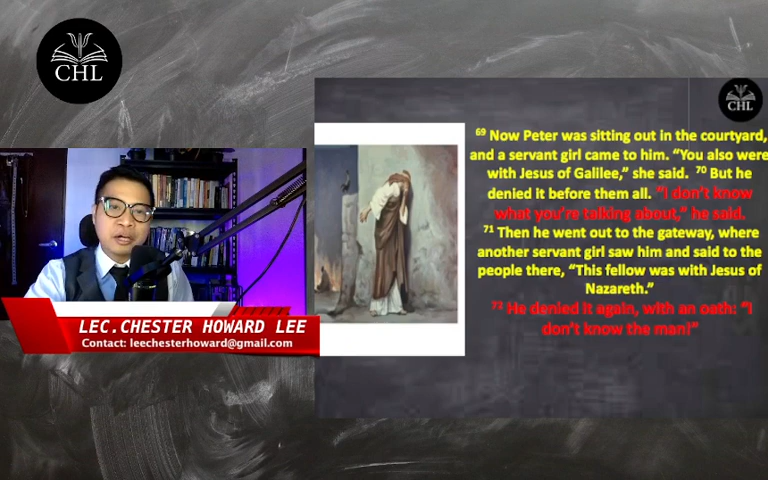 CHL
CHL
⁶⁹ Now Peter was sitting out in the courtyard,
and a servant girl came to him. “You also were
with Jesus of Galilee,” she said. ⁷⁰ But he
denied it before them all. “I don’t know
what you’re talking about,” he said.
⁷¹ Then he went out to the gateway, where
another servant girl saw him and said to the
people there, “This fellow was with Jesus of
Nazareth.”
⁷² He denied it again, with an oath: “I
don’t know the man!”
LEC.CHESTER HOWARD LEE
Contact: leechesterhoward@gmail.com